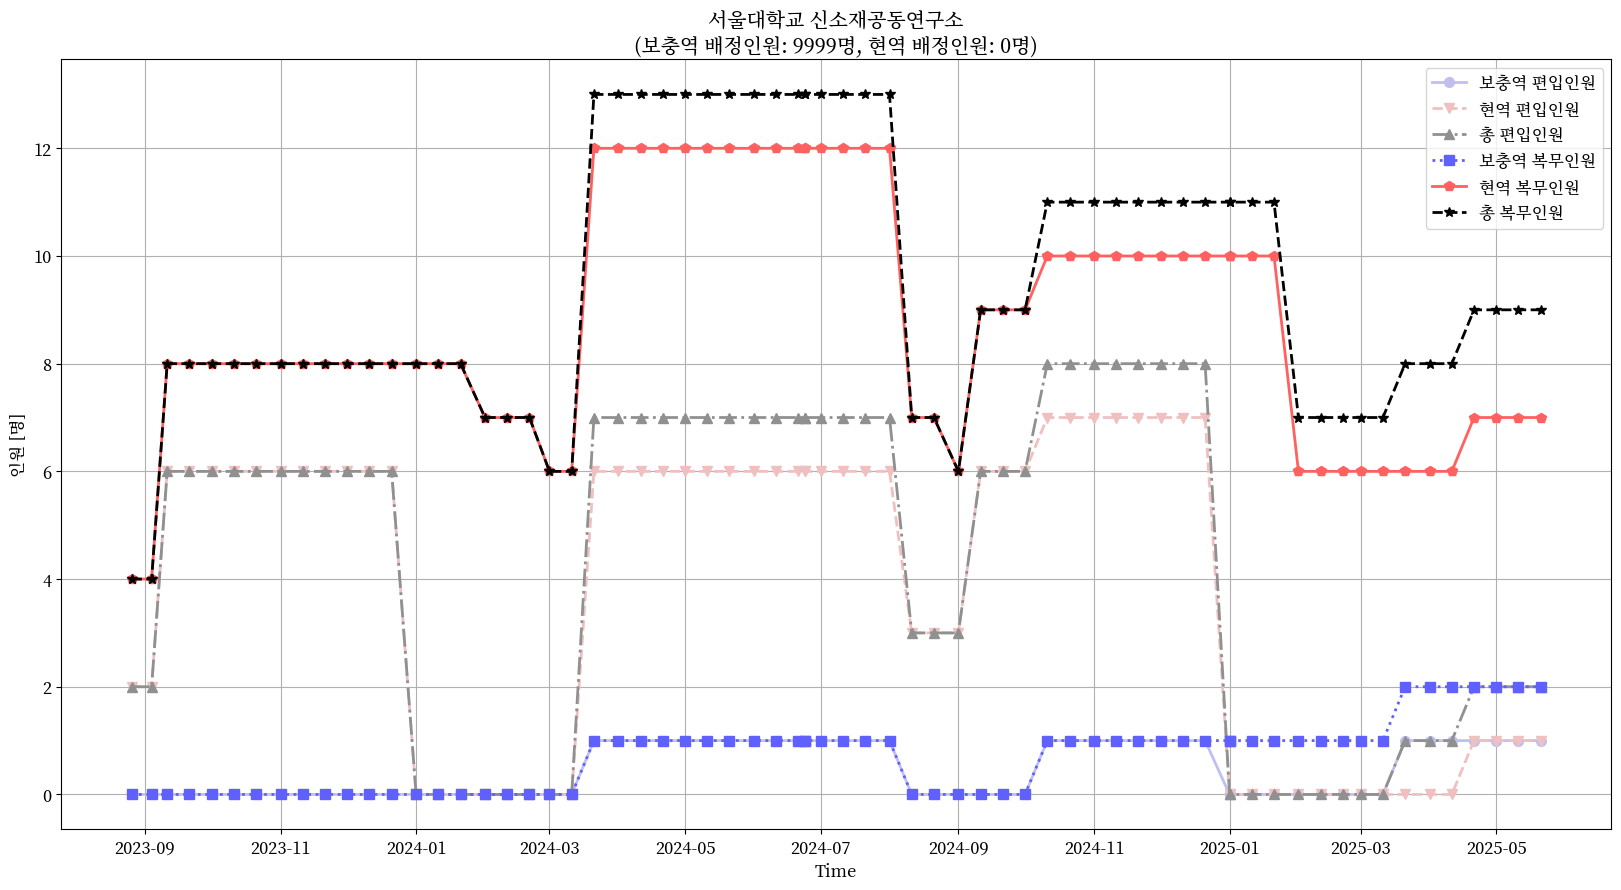 서울대학교 신소재공동연구소
(보충역 배정인원: 9999명, 현역 배정인원: 0명)
보충역 편입인원
현역 편입인원
총 편입인원
보충역 복무인원
현역 복무인원
총 복무인원
인원 [명]
12
10
8
6
4
2
0
2023-09
2023-11
2024-01
2024-03
2024-05
2024-07
2024-09
2024-11
2025-01
2025-03
2025-05
Time